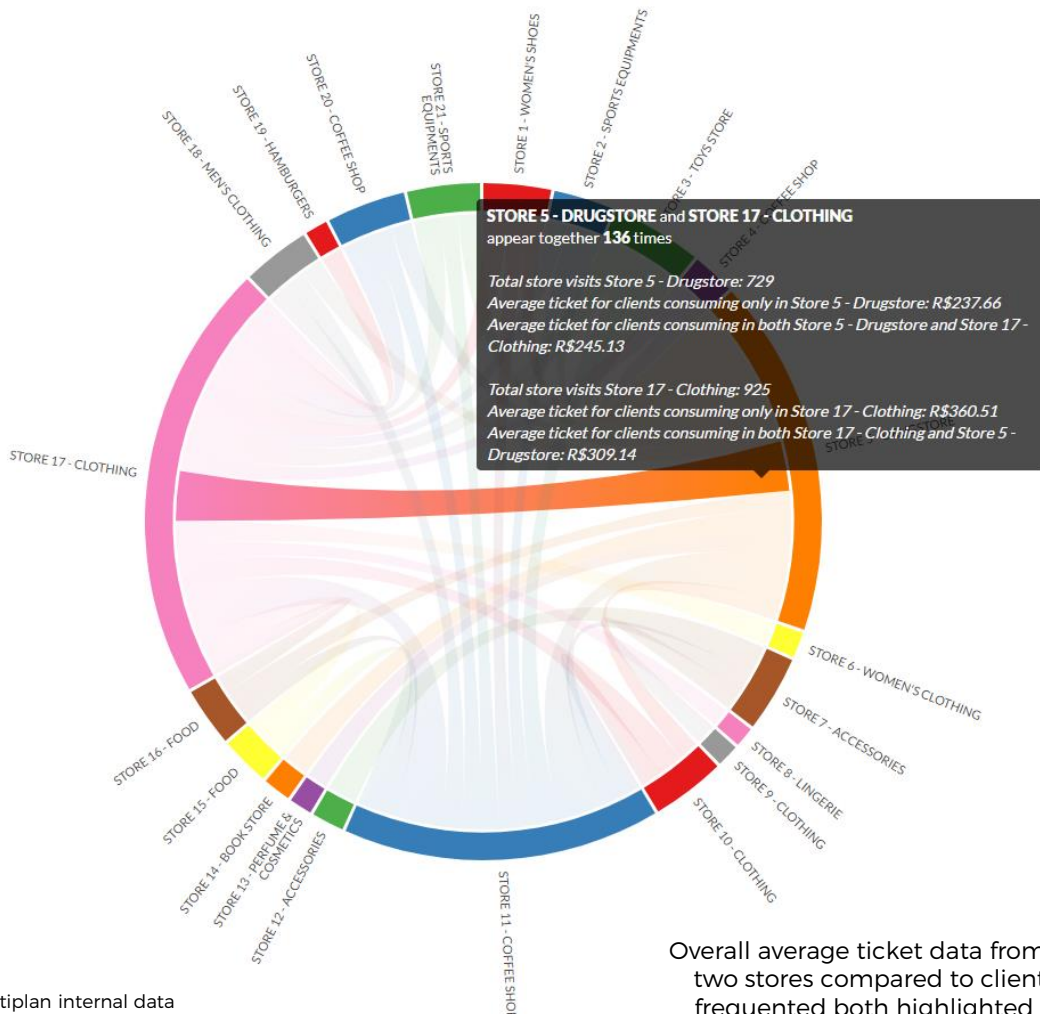 STORE 1 - WOMEN'S SHOES
STORE 2 - SPORTS EQUIPMENTS
STORE 3 - TOYS STORE
STORE 4 - COFFEE SHOP
STORE 5 - DRUGSTORE and STORE 17 - CLOTHING
appear together 136 times
Total store visits Store 5 - Drugstore: 729
Average ticket for clients consuming only in Store 5 - Drugstore: R$237.66
Average ticket for clients consuming in both Store 5 - Drugstore and Store 17 -
Clothing: R$245.13
Total store visits Store 17 - Clothing: 925
Average ticket for clients consuming only in Store 17 - Clothing: R$360.51
Average ticket for clients consuming in both Store 17 - Clothing and Store 5 -
Drugstore: R$309.14
STORE 6 - WOMEN'S CLOTHING
STORE 7 - ACCESSORIES
STORE 8 - LINGERIE
STORE 9 - CLOTHING
STORE 10 - CLOTHING
STORE 11 - COFFEE SHOP
STORE 12 - ACCESSORIES
STORE 13 - PERFUME &
COSMETICS
STORE 14 - BOOK STORE
STORE 15 - FOOD
STORE 16 - FOOD
STORE 17 - CLOTHING
STORE 18 - MEN'S CLOTHING
STORE 19 - HAMBURGERS
STORE 20 - COFFEE SHOP
STORE 21 - SPORTS
EQUIPMENTS
Overall average ticket data from
two stores compared to client
frequented both highlighted
tiplan internal data